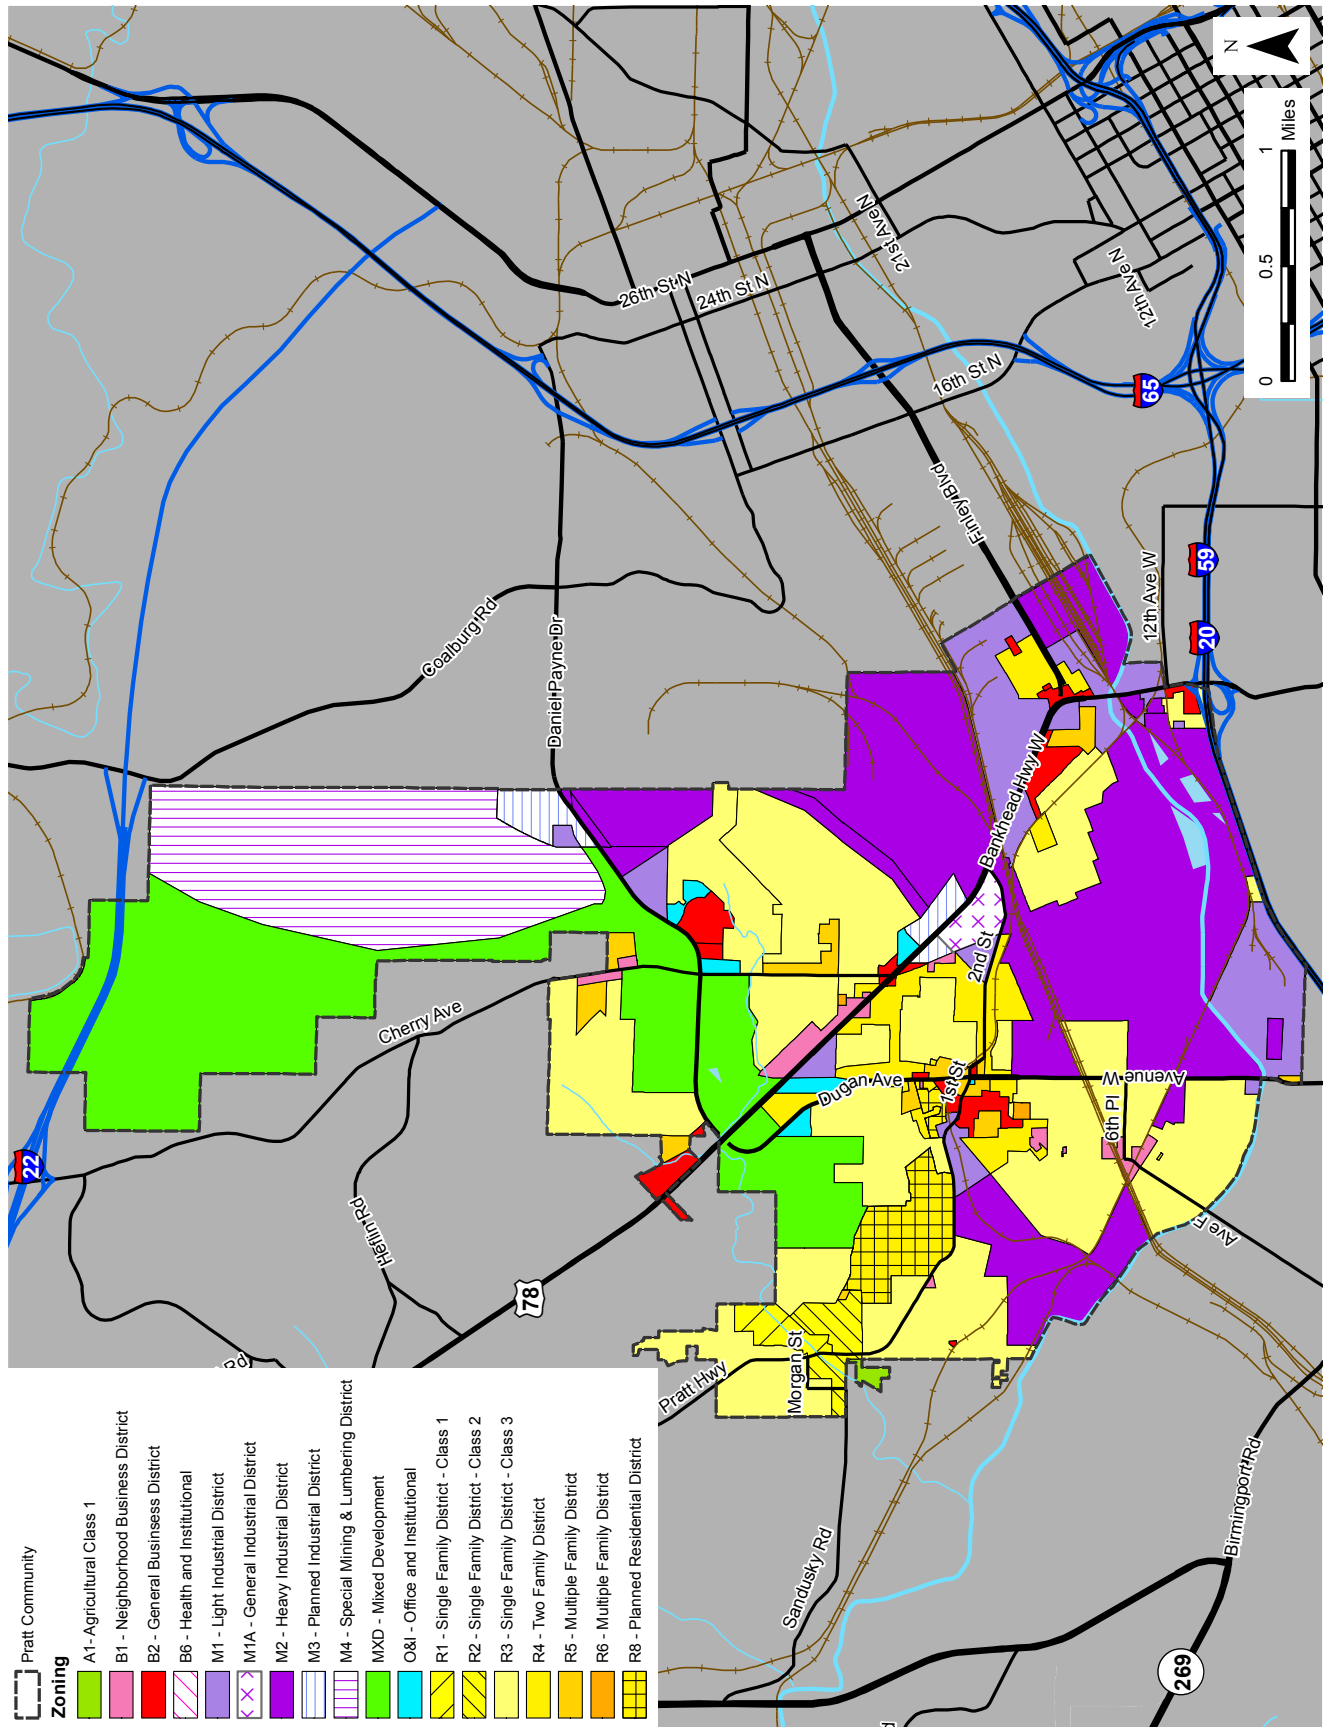 Pratt Community
Zoning
A1- Agricultural Class 1
B1 - Neighborhood Business District
B2 - General Businsess District
B6 - Health and Institutional
M1 - Light Industrial District
M1A - General Industrial District
M2 - Heavy Industrial District
M3 - Planned Industrial District
M4 - Special Mining & Lumbering District
MXD - Mixed Development
O&I - Office and Institutional
R1 - Single Family District - Class 1
R2 - Single Family District - Class 2
R3 - Single Family District - Class 3
R4 - Two Family District
R5 - Multiple Family District
R6 - Multiple Family District
R8 - Planned Residential District
N
0 0.5 1
Miles
22
Rd
Heflin Rd
78
Cherry Ave
Coalburg Rd
Daniel Payne Dr
26th St N
24th St N
21st Ave N
12th Ave N
16th St N
65
Finley Blvd
59
20
12th Ave W
Bankhead Hwy W
2nd St
1st St
Dugan Ave
Avenue W
6th Pl
Ave F
Pratt Hwy
Morgan St
Sandusky Rd
Birmingport Rd
269
d